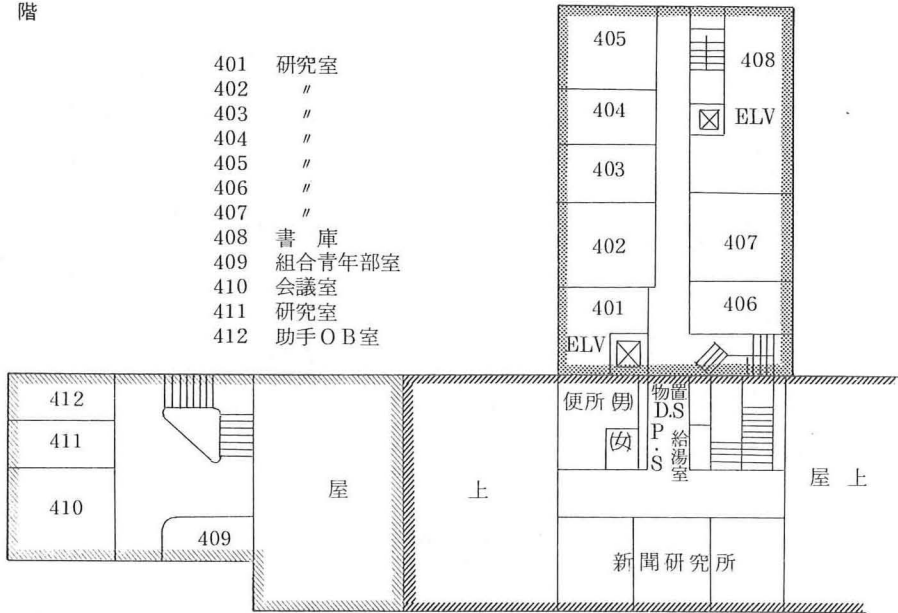 階
401 研究室
402 〃
403 〃
404 〃
405 〃
406 〃
407 〃
408 書 庫
409 組合青年部室
410 会議室
411 研究室
412 助手OB室
405
408
404
ELV
403
402
407
401
406
ELV
412
411
410
409
屋
上
便所(男)
(女)
物置
D.S
P・S
給湯室
屋上
新聞研究所